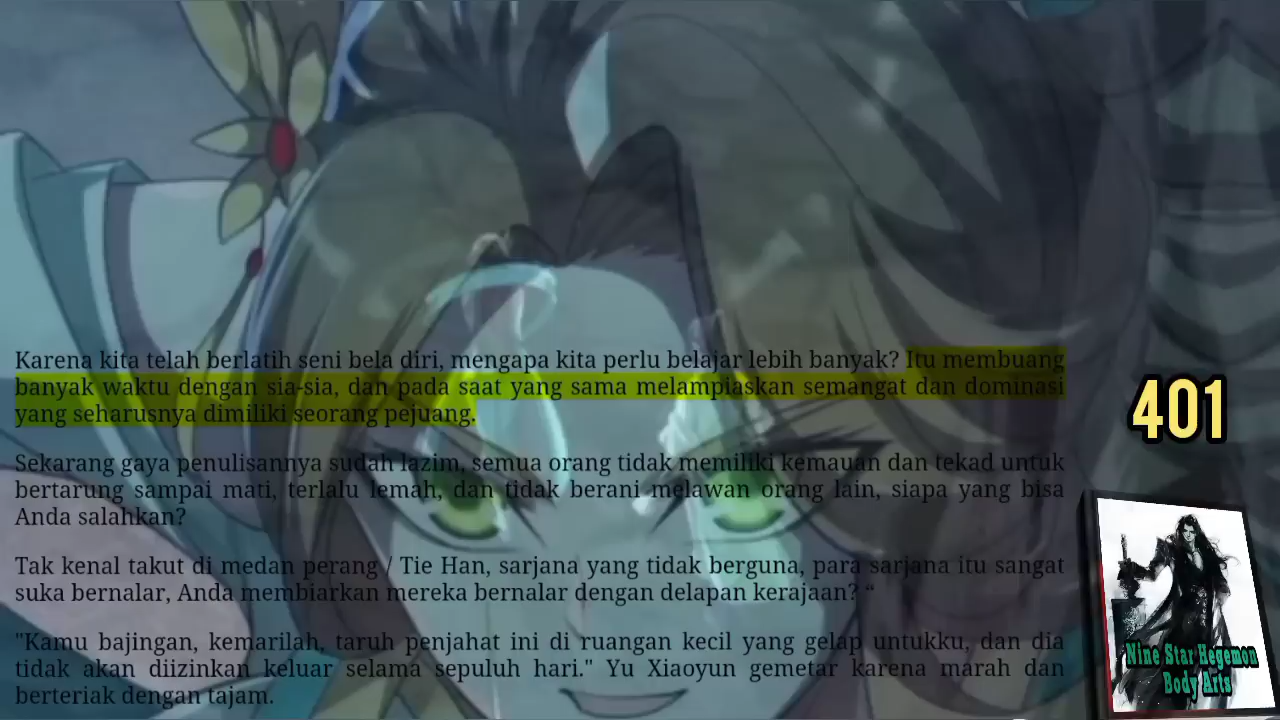 Karena kita telah berlatih seni bela diri, mengapa kita perlu belajar lebih banyak? Itu membuang
banyak waktu dengan sia-sia, dan pada saat yang sama melampiaskan semangat dan dominasi
yang seharusnya dimiliki seorang pejuang.
Sekarang gaya penulisannya sudah lazim, semua orang tidak memiliki kemauan dan tekad untuk
bertarung sampai mati, terlalu lemah, dan tidak berani melawan orang lain, siapa yang bisa
Anda salahkan?
Tak kenal takut di medan perang / Tie Han, sarjana yang tidak berguna, para sarjana itu sangat
suka bernalar, Anda membiarkan mereka bernalar dengan delapan kerajaan? “
"Kamu bajingan, kemarilah, taruh penjahat ini di ruangan kecil yang gelap untukku, dan dia
tidak akan diizinkan keluar selama sepuluh hari." Yu Xiaoyun gemetar karena marah dan
berteriak dengan tajam.
401
Nine Star Hegemon
Body Arts